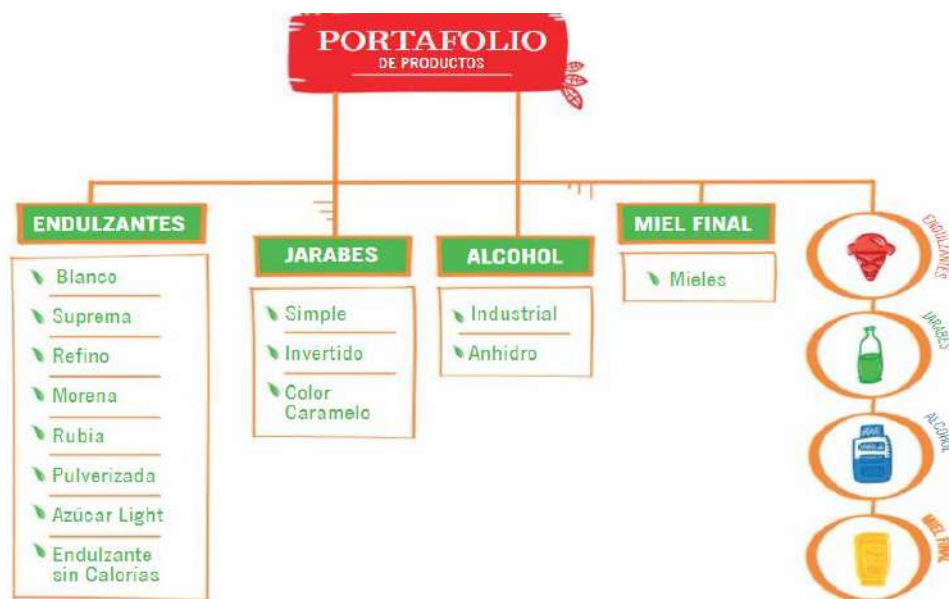 PORTAFOLIO
DE PRODUCTOS
ENDULZANTES
Blanco
Suprema
Refino
Morena
Rubia
Pulverizada
Azúcar Light
Endulzante
sin Calorías
JARABES
Simple
Invertido
Color
Caramelo
ALCOHOL
Industrial
Anhidro
MIEL FINAL
Mieles
ENDULZANTES
JARABES
ALCOHOL
MIEL FINAL